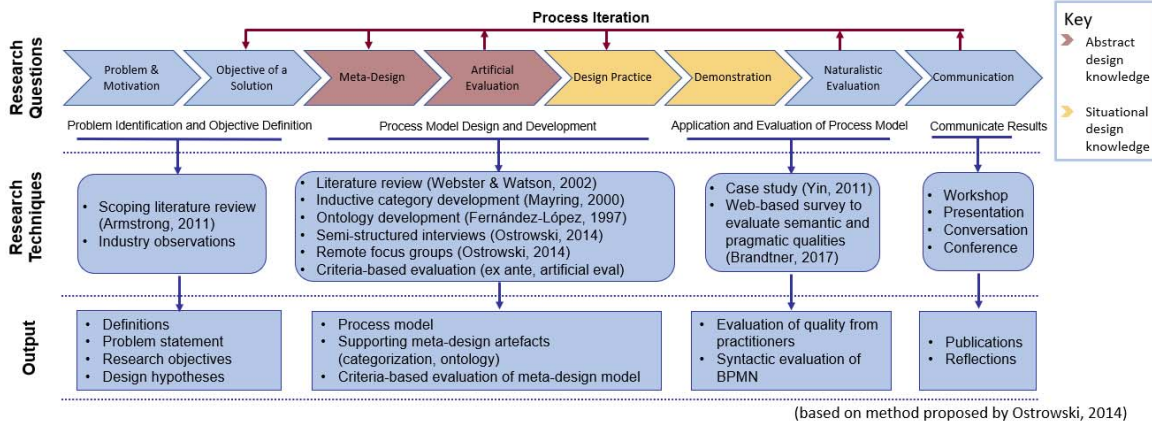 Process Iteration
Key
Abstract
design
knowledge
Situational
design
knowledge
Research
Questions
Problem &
Motivation
Objective of a
Solution
Meta-Design
Artificial
Evaluation
Design Practice
Demonstration
Naturalistic
Evaluation
Communication
Problem Identification and Objective Definition
Process Model Design and Development
Application and Evaluation of Process Model
Communicate Results
Research
Techniques
• Scoping literature review
(Armstrong, 2011)
• Industry observations
• Literature review (Webster & Watson, 2002)
• Inductive category development (Mayring, 2000)
• Ontology development (Fernández-López, 1997)
• Semi-structured interviews (Ostrowski, 2014)
• Remote focus groups (Ostrowski, 2014)
• Criteria-based evaluation (ex ante, artificial eval)
• Case study (Yin, 2011)
• Web-based survey to
evaluate semantic and
pragmatic qualities
(Brandtner, 2017)
• Workshop
• Presentation
• Conversation
• Conference
Output
• Definitions
• Problem statement
• Research objectives
• Design hypotheses
• Process model
• Supporting meta-design artefacts
(categorization, ontology)
• Criteria-based evaluation of meta-design model
• Evaluation of quality from
practitioners
• Syntactic evaluation of
BPMN
• Publications
• Reflections
(based on method proposed by Ostrowski, 2014)